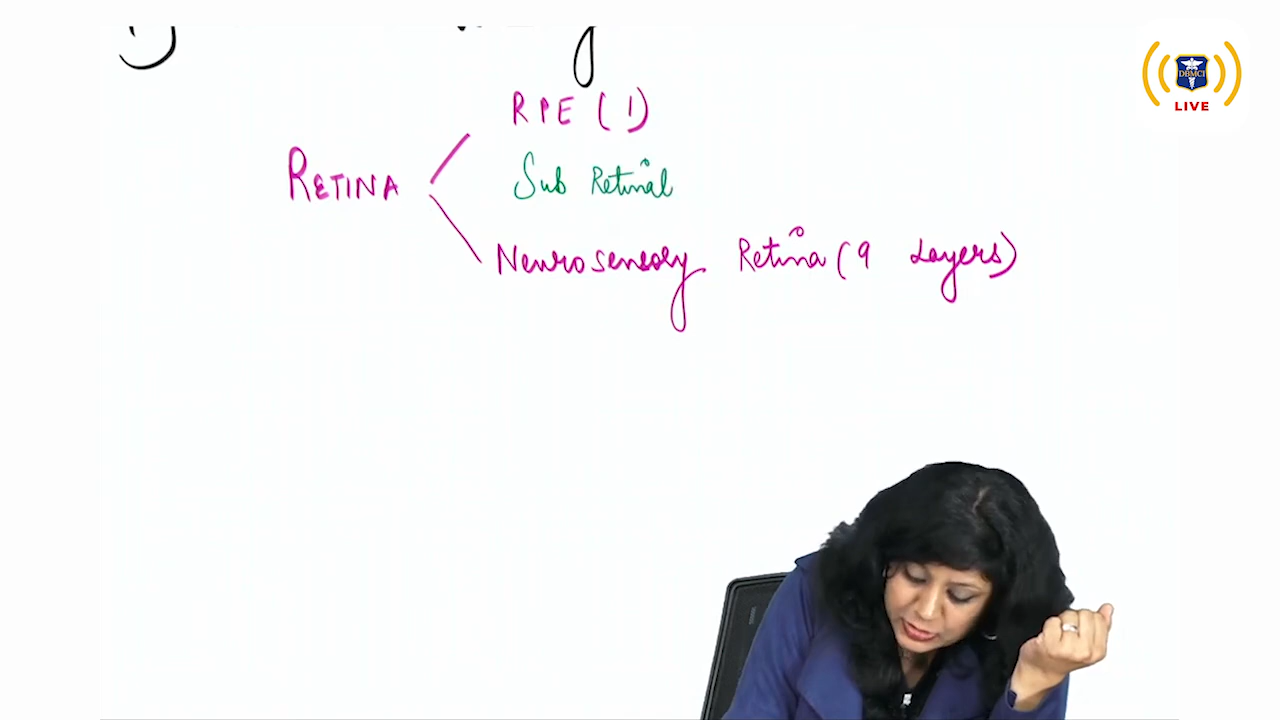 RPE (1)
RETINA
Sub Retinal
Neurosensory Retina (9 Layers)
DBMCI
LIVE